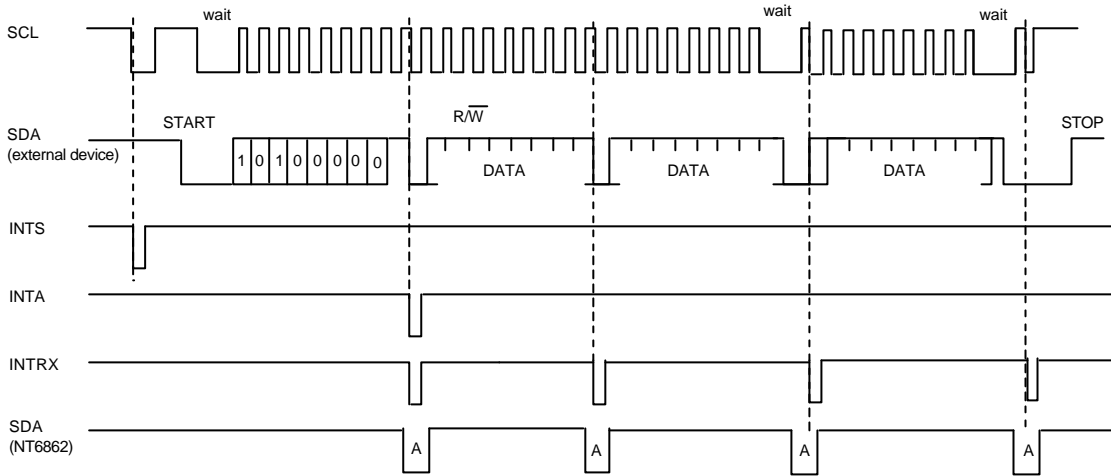 wait wait wait
SCL
R/W̅
START STOP
SDA
(external device)
1 0 1 0 0 0 0 0
DATA DATA DATA
INTS
INTA
INTRX
SDA
(NT6862)
A A A A